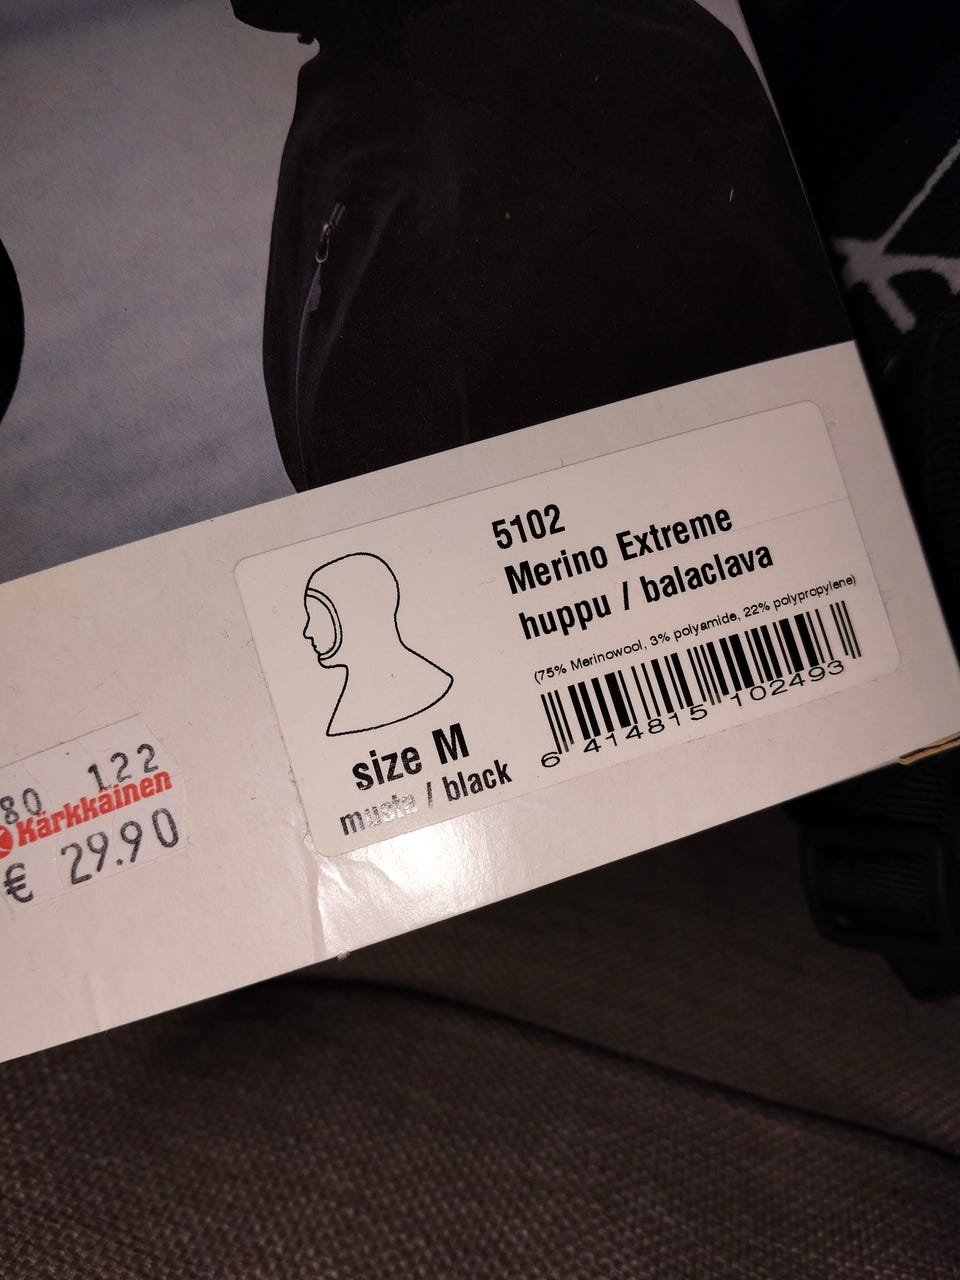 5102
Merino Extreme
huppu / balaclava
(75% Merinowool, 3% polyamide, 22% polypropylene)
6 414815 102493
size M
musta / black
80 122
Kärkkäinen
€ 29.90